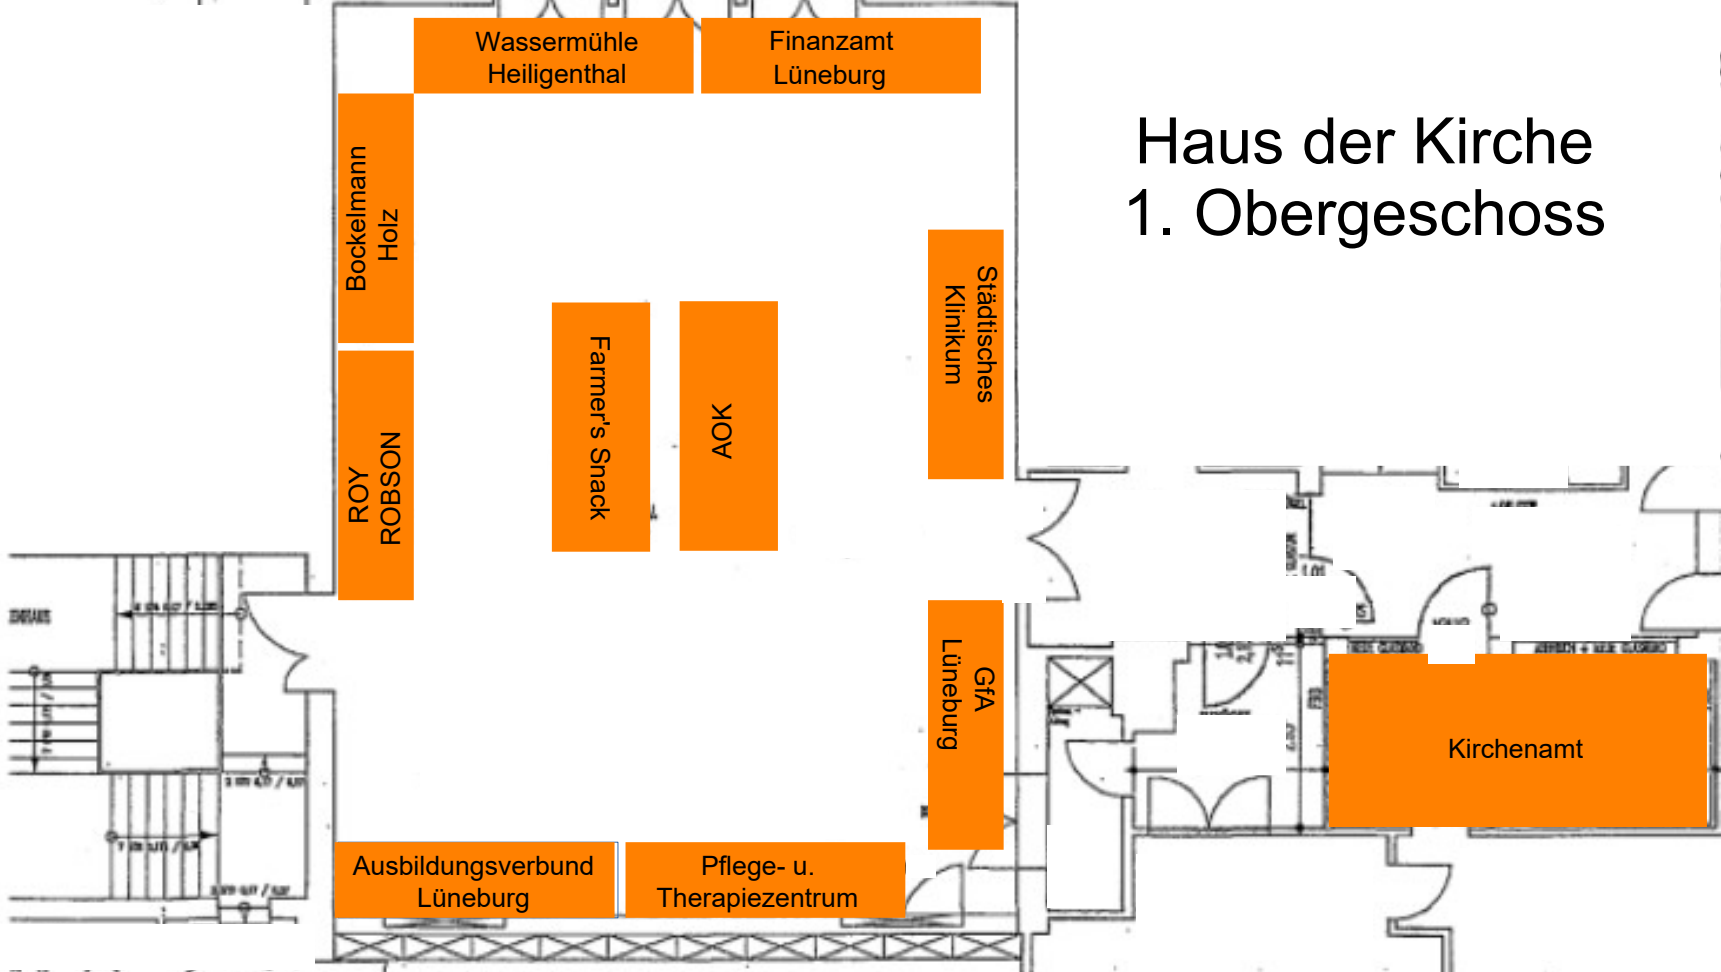 Wassermühle
Heiligenthal
Finanzamt
Lüneburg
Haus der Kirche
1. Obergeschoss
Bockelmann
Holz
Städtisches
Klinikum
Farmer's Snack
AOK
ROY
ROBSON
GfA
Lüneburg
Kirchenamt
Ausbildungsverbund
Lüneburg
Pflege- u.
Therapiezentrum